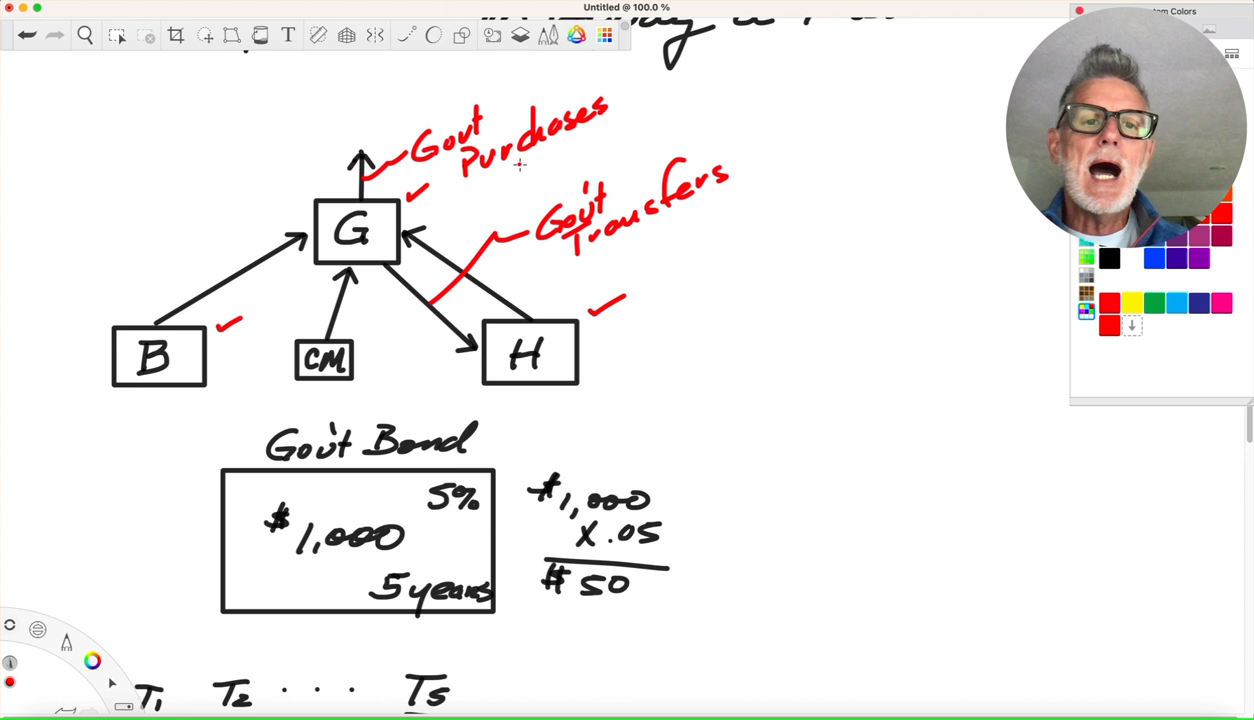 Untitled @ 100.0 %
Gov't
Purchases
Gov't
Transfers
G
B
CM
H
Gov't Bond
5%
$1,000
5 years
$1,000
X .05
$ 50
T1 T2 . . . T5